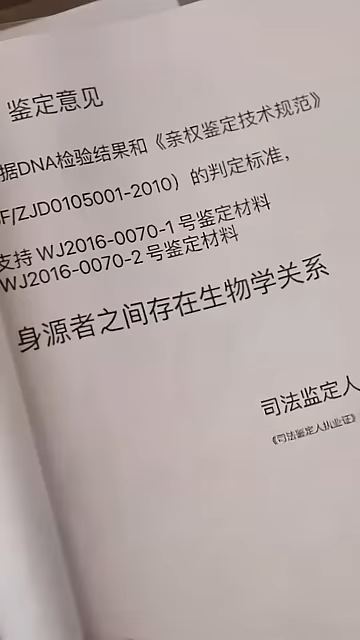 鉴定意见
据DNA检验结果和《亲权鉴定技术规范》
F/ZJD0105001-2010）的判定标准，
支持 WJ2016-0070-1 号鉴定材料
WJ2016-0070-2 号鉴定材料
身源者之间存在生物学关系
司法监定人
《司法鉴定人执业证》